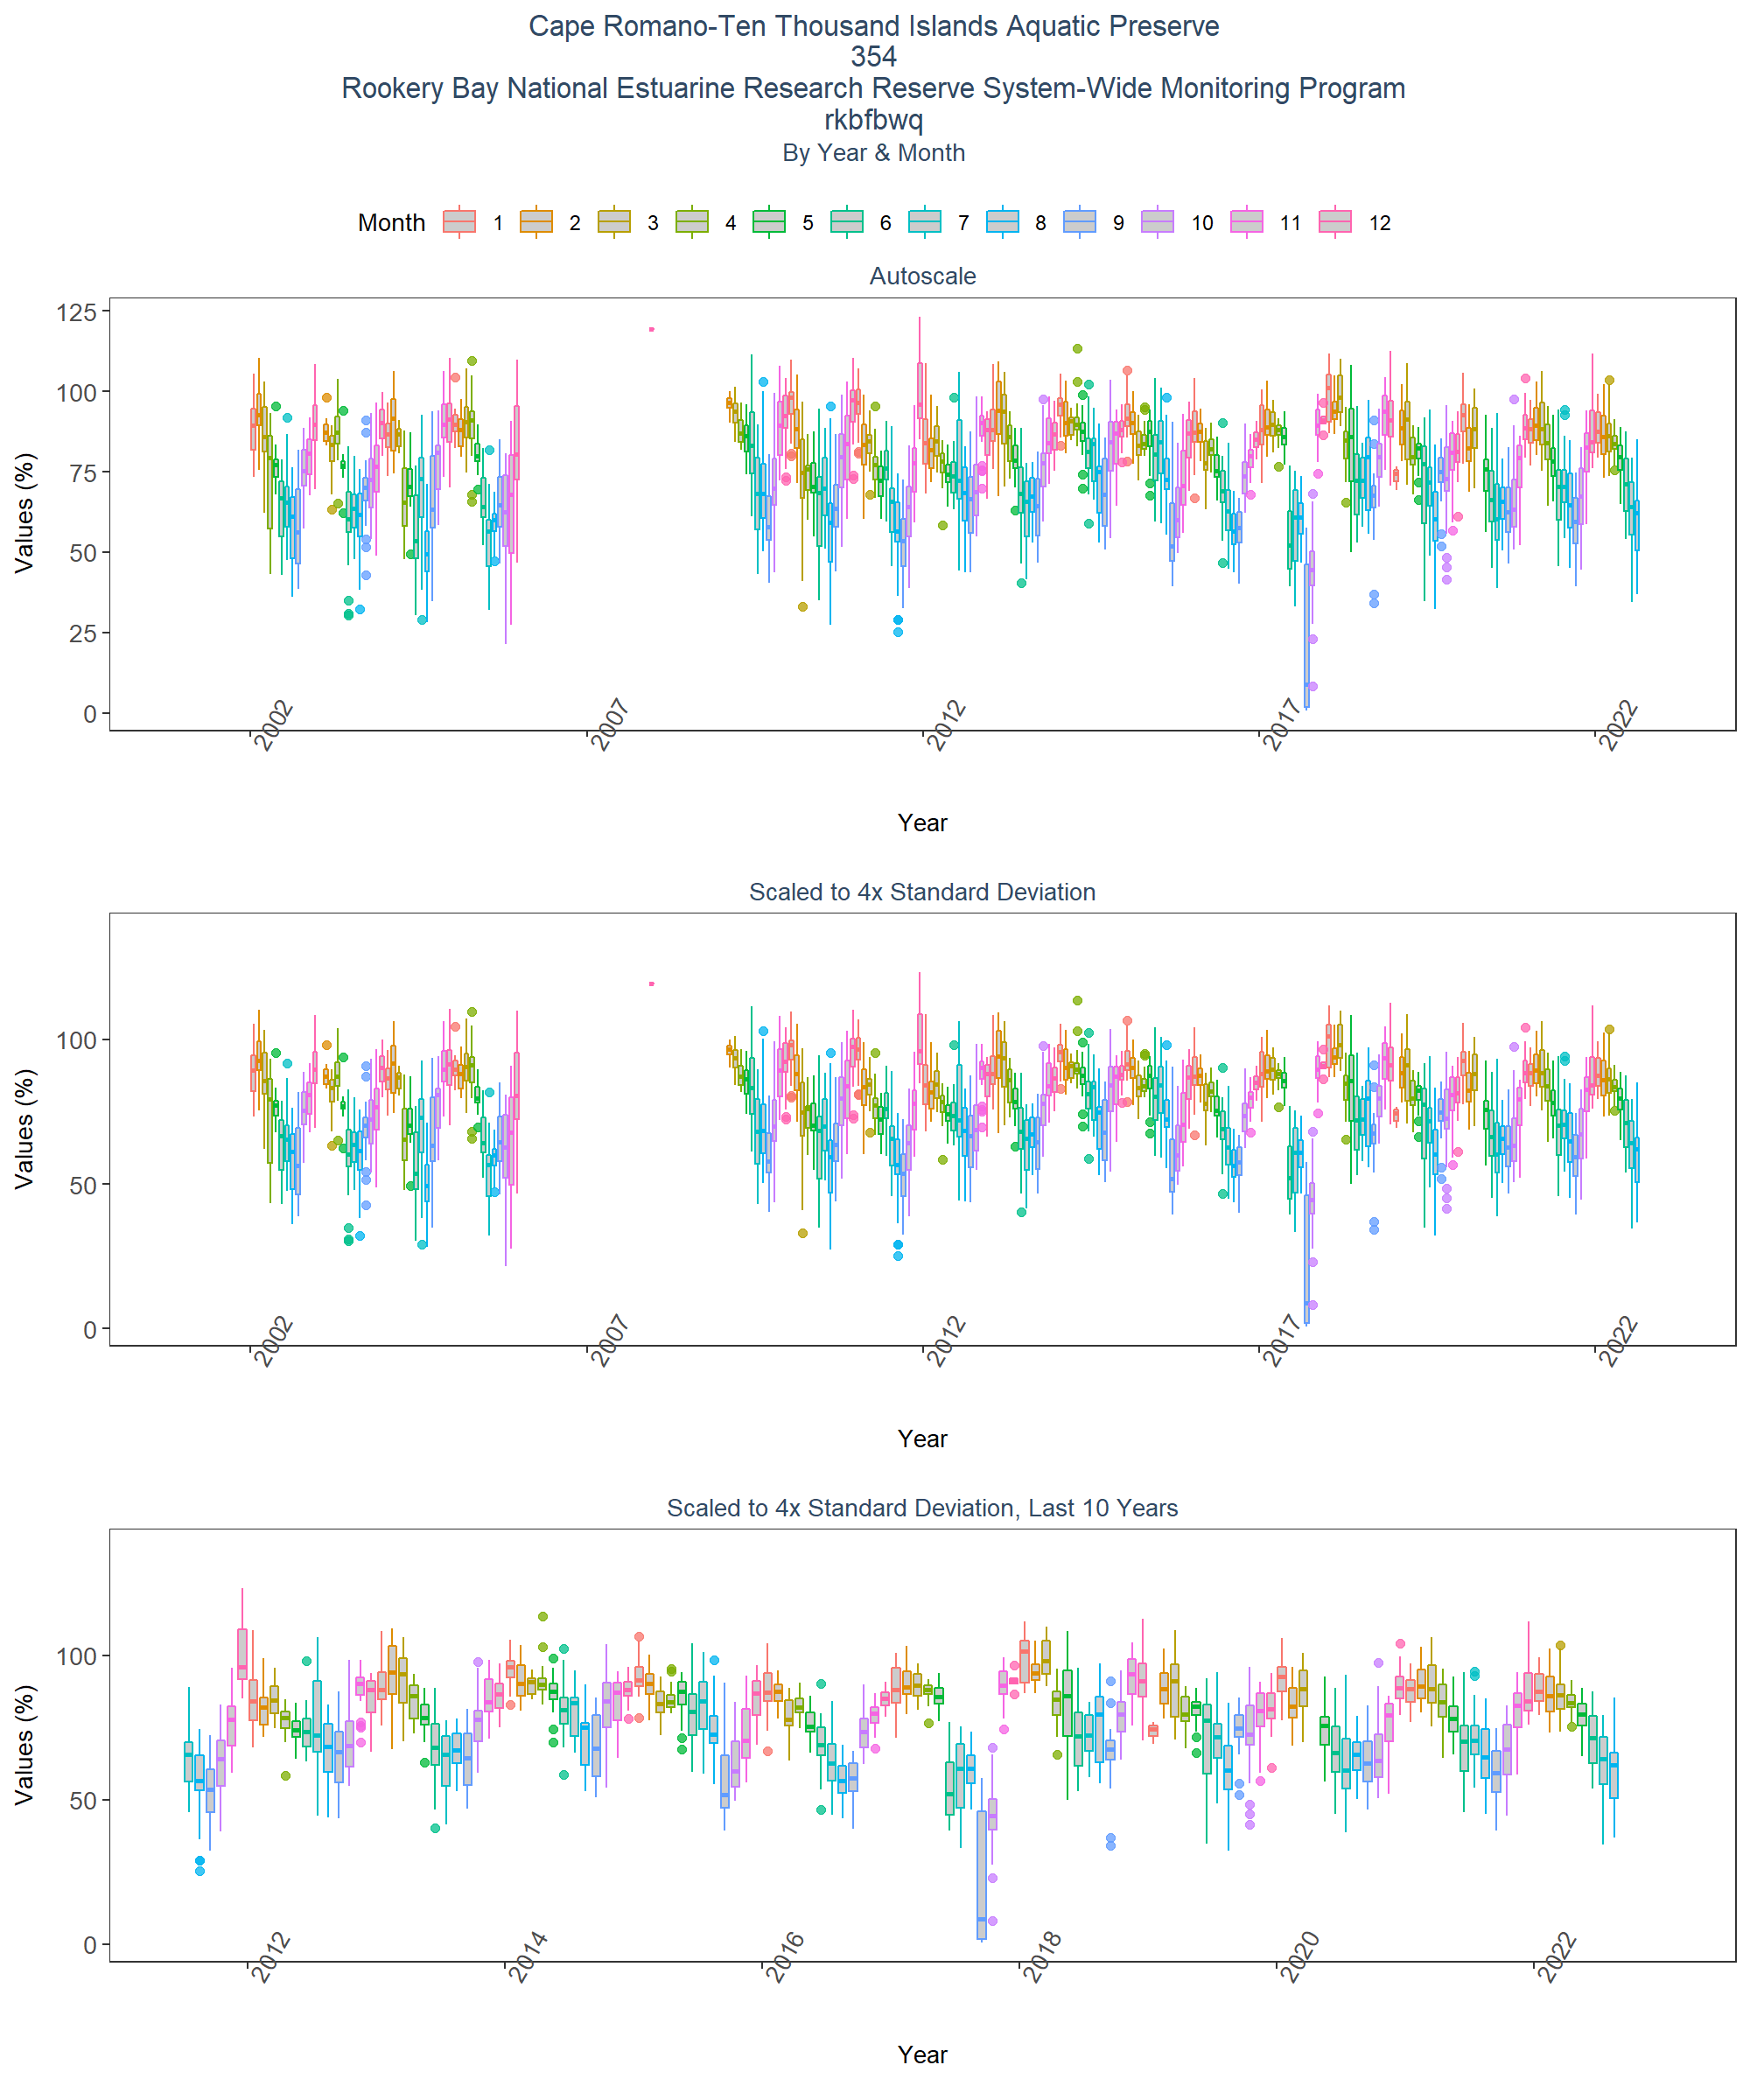 Cape Romano-Ten Thousand Islands Aquatic Preserve
354
Rookery Bay National Estuarine Research Reserve System-Wide Monitoring Program
rkbfbwq
By Year & Month
Month 1 2 3 4 5 6 7 8 9 10 11 12
Autoscale
Values (%)
125
100
75
50
25
0
2002 2007 2012 2017 2022
Year
Scaled to 4x Standard Deviation
Values (%)
100
50
0
2002 2007 2012 2017 2022
Year
Scaled to 4x Standard Deviation, Last 10 Years
Values (%)
100
50
0
2012 2014 2016 2018 2020 2022
Year